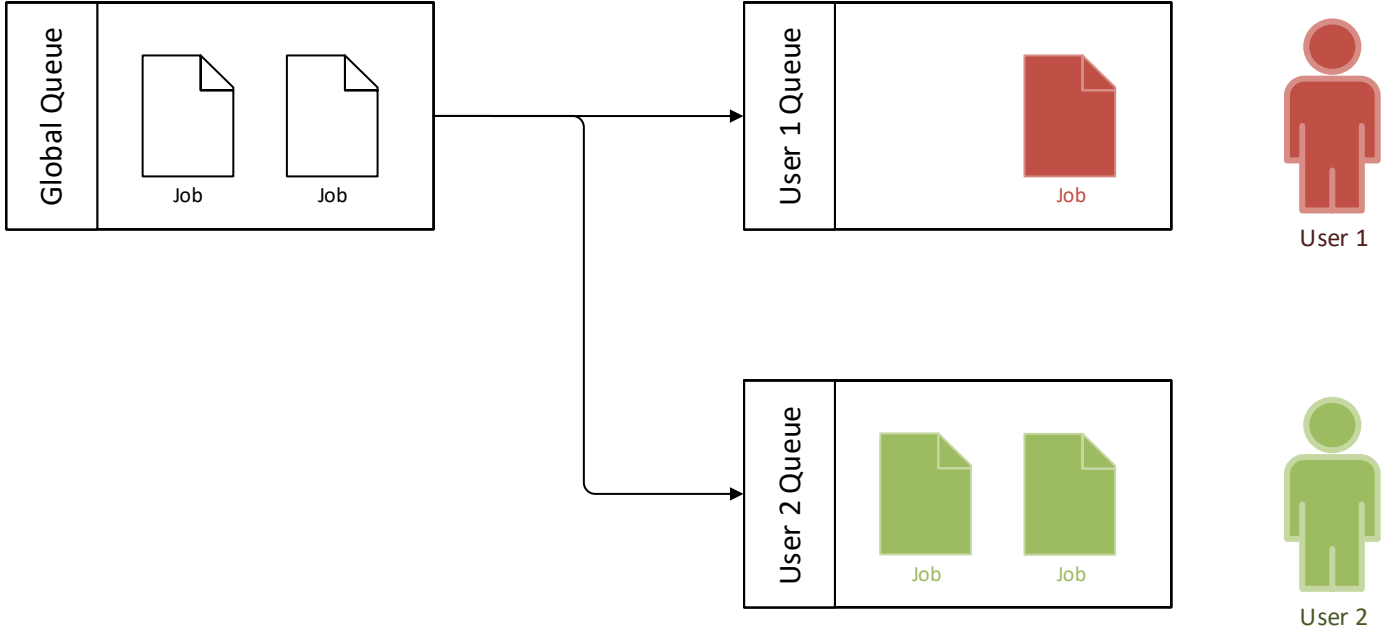 Global Queue
Job
Job
User 1 Queue
Job
User 1
User 2 Queue
Job
Job
User 2